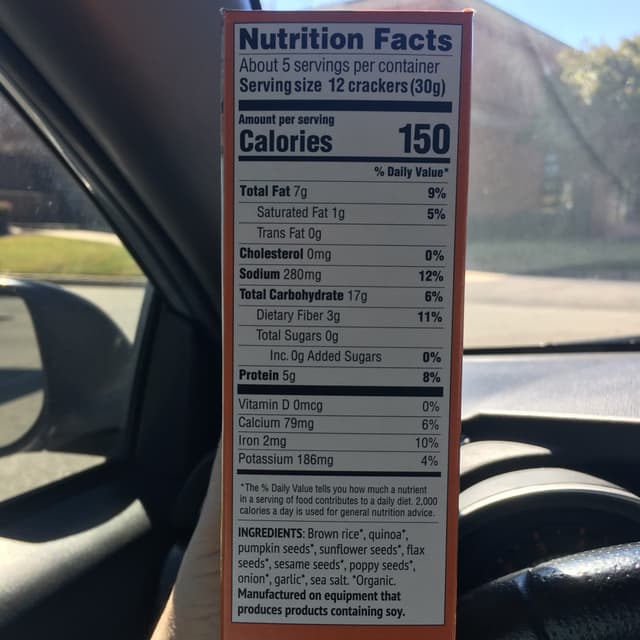 Nutrition Facts
About 5 servings per container
Serving size 12 crackers (30g)
Amount per serving
Calories 150
% Daily Value*
Total Fat 7g 9%
Saturated Fat 1g 5%
Trans Fat 0g
Cholesterol 0mg 0%
Sodium 280mg 12%
Total Carbohydrate 17g 6%
Dietary Fiber 3g 11%
Total Sugars 0g
Inc. 0g Added Sugars 0%
Protein 5g 8%
Vitamin D 0mcg 0%
Calcium 79mg 6%
Iron 2mg 10%
Potassium 186mg 4%
*The % Daily Value tells you how much a nutrient
in a serving of food contributes to a daily diet. 2,000
calories a day is used for general nutrition advice.
INGREDIENTS: Brown rice*, quinoa*,
pumpkin seeds*, sunflower seeds*, flax
seeds*, sesame seeds*, poppy seeds*,
onion*, garlic*, sea salt. *Organic.
Manufactured on equipment that
produces products containing soy.